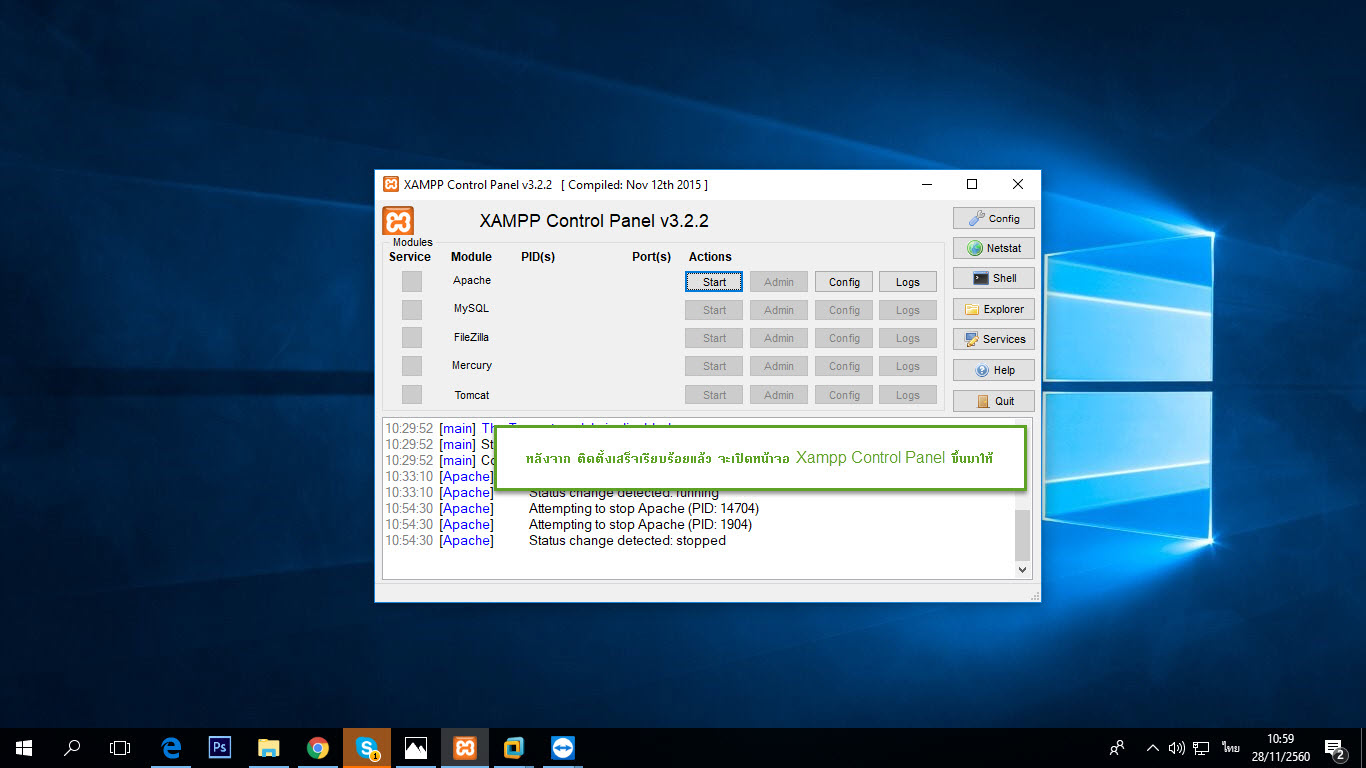 XAMPP Control Panel v3.2.2 [ Compiled: Nov 12th 2015 ]
XAMPP Control Panel v3.2.2
Config
Modules
Service Module PID(s) Port(s) Actions
Netstat
Apache Start Admin Config Logs
Shell
MySQL Start Admin Config Logs
Explorer
FileZilla Start Admin Config Logs
Services
Mercury Start Admin Config Logs
Help
Tomcat Start Admin Config Logs
Quit
10:29:52 [main]
10:29:52 [main]
10:29:52 [main]
10:33:10 [Apache]
หลังจาก ติดตั้งเสร็จเรียบร้อยแล้ว จะเปิดหน้าจอ Xampp Control Panel ขึ้นมาให้
10:33:10 [Apache] Status change detected: running
10:54:30 [Apache] Attempting to stop Apache (PID: 14704)
10:54:30 [Apache] Attempting to stop Apache (PID: 1904)
10:54:30 [Apache] Status change detected: stopped
Ps
1
ไทย
10:59
28/11/2560
2